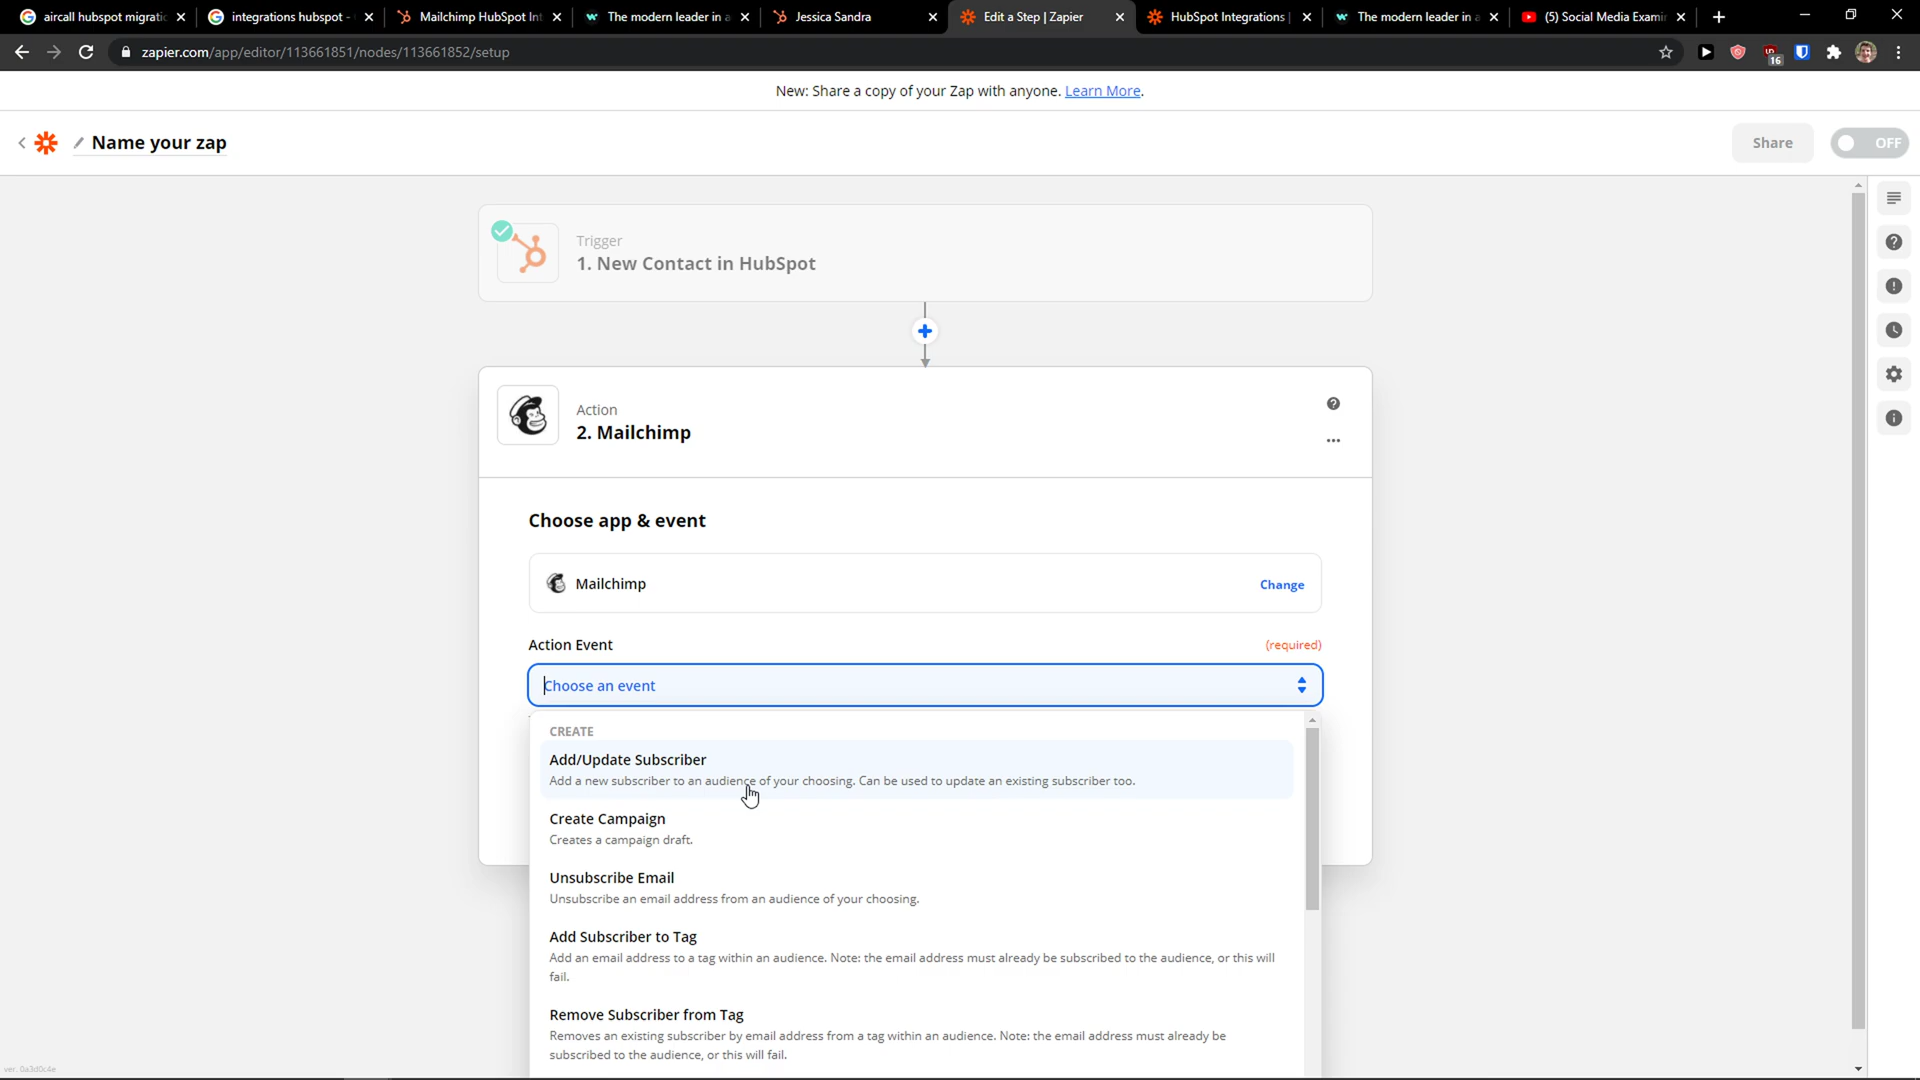 aircall hubspot migrati
integrations hubspot -
Mailchimp HubSpot Int
The modern leader in a
Jessica Sandra
Edit a Step | Zapier
HubSpot Integrations |
The modern leader in a
(5) Social Media Examin
zapier.com/app/editor/113661851/nodes/113661852/setup
16
New: Share a copy of your Zap with anyone. Learn More.
Name your zap
Share
OFF
Trigger
1. New Contact in HubSpot
Action
2. Mailchimp
Choose app & event
Mailchimp
Change
Action Event
(required)
Choose an event
CREATE
Add/Update Subscriber
Add a new subscriber to an audience of your choosing. Can be used to update an existing subscriber too.
Create Campaign
Creates a campaign draft.
Unsubscribe Email
Unsubscribe an email address from an audience of your choosing.
Add Subscriber to Tag
Add an email address to a tag within an audience. Note: the email address must already be subscribed to the audience, or this will
fail.
Remove Subscriber from Tag
Removes an existing subscriber by email address from a tag within an audience. Note: the email address must already be
subscribed to the audience, or this will fail.
ver. 0a3d0c4e